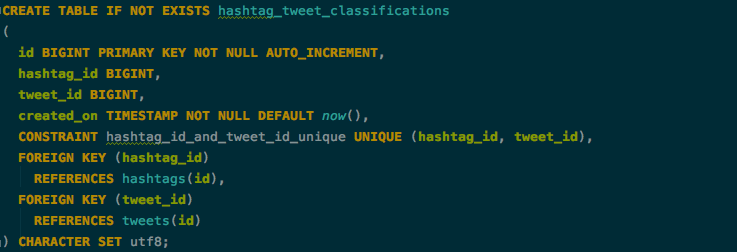 CREATE TABLE IF NOT EXISTS hashtag_tweet_classifications
(
id BIGINT PRIMARY KEY NOT NULL AUTO_INCREMENT,
hashtag_id BIGINT,
tweet_id BIGINT,
created_on TIMESTAMP NOT NULL DEFAULT now(),
CONSTRAINT hashtag_id_and_tweet_id_unique UNIQUE (hashtag_id, tweet_id),
FOREIGN KEY (hashtag_id)
REFERENCES hashtags(id),
FOREIGN KEY (tweet_id)
REFERENCES tweets(id)
) CHARACTER SET utf8;